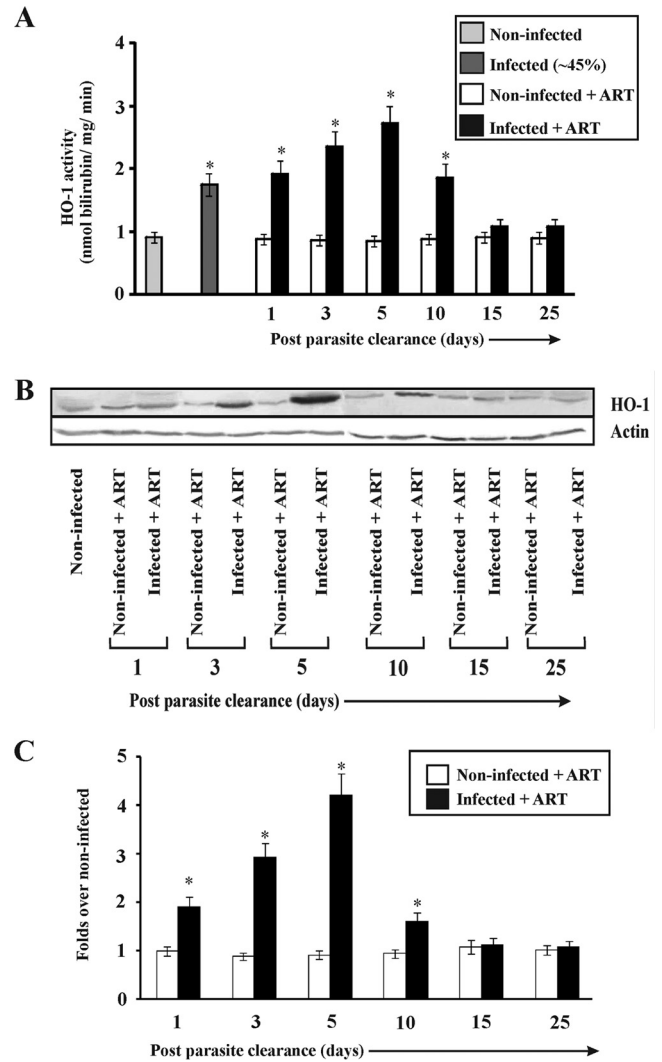 A
Non-infected
Infected (~45%)
Non-infected + ART
Infected + ART
HO-1 activity
(nmol bilirubin/ mg/ min)
4
3
2
1
0
*
*
*
*
*
1 3 5 10 15 25
Post parasite clearance (days)
B
HO-1
Actin
Non-infected
Non-infected + ART
Infected + ART
Non-infected + ART
Infected + ART
Non-infected + ART
Infected + ART
Non-infected + ART
Infected + ART
Non-infected + ART
Infected + ART
Non-infected + ART
Infected + ART
1 3 5 10 15 25
Post parasite clearance (days)
C
Non-infected + ART
Infected + ART
Folds over non-infected
5
4
3
2
1
0
*
*
*
*
1 3 5 10 15 25
Post parasite clearance (days)